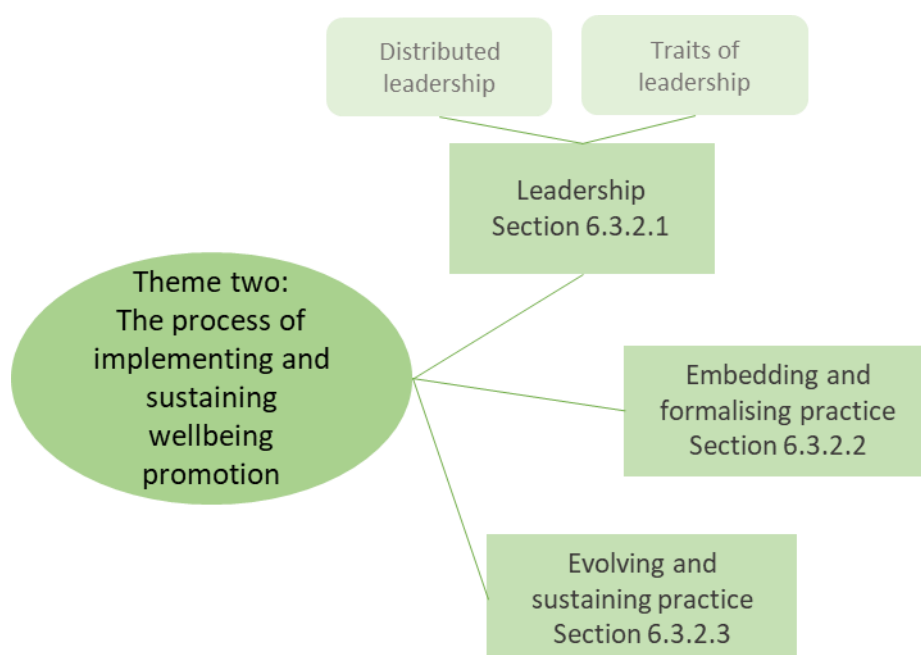 Distributed
leadership
Traits of
leadership
Leadership
Section 6.3.2.1
Theme two:
The process of
implementing and
sustaining
wellbeing
promotion
Embedding and
formalising practice
Section 6.3.2.2
Evolving and
sustaining practice
Section 6.3.2.3